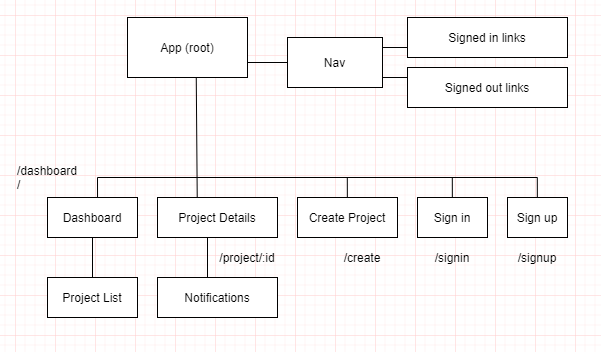 App (root)
Nav
Signed in links
Signed out links
/dashboard
/
Dashboard
Project Details
Create Project
Sign in
Sign up
/project/:id
/create
/signin
/signup
Project List
Notifications